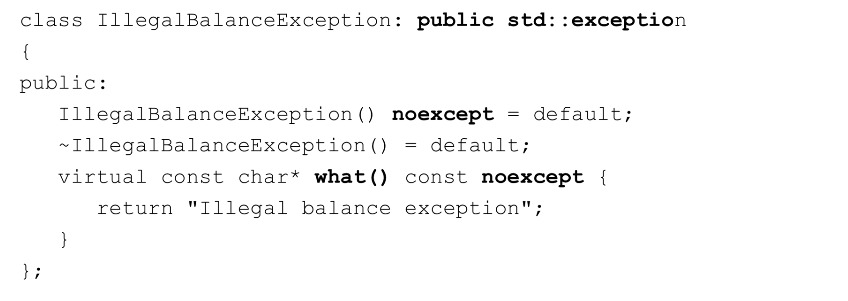 class IllegalBalanceException: public std::exception
{
public:
   IllegalBalanceException() noexcept = default;
   ~IllegalBalanceException() = default;
   virtual const char* what() const noexcept {
      return "Illegal balance exception";
   }
};